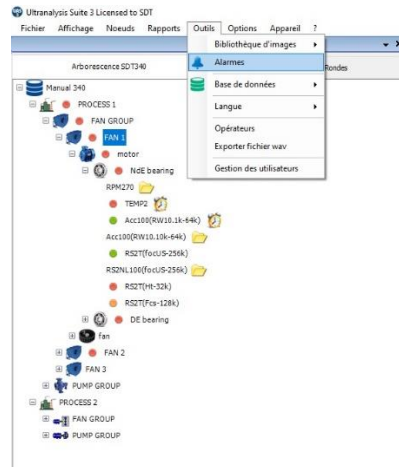 Ultranalysis Suite 3 Licensed to SDT
Fichier Affichage Noeuds Rapports Outils Options Appareil ?
Bibliothèque d'images
Alarmes
Base de données
Langue
Opérateurs
Exporter fichier wav
Gestion des utilisateurs
Arborescence SDT340
Rondes
Manual 340
PROCESS 1
FAN GROUP
FAN 1
motor
NdE bearing
RPM270
TEMP2
Acc100(RW10.1k-64k)
Acc100(RW10.10k-64k)
RS2T(focUS-256k)
RS2NL100(focUS-256k)
RS2T(Ht-32k)
RS2T(Fcs-128k)
DE bearing
fan
FAN 2
FAN 3
PUMP GROUP
PROCESS 2
FAN GROUP
PUMP GROUP